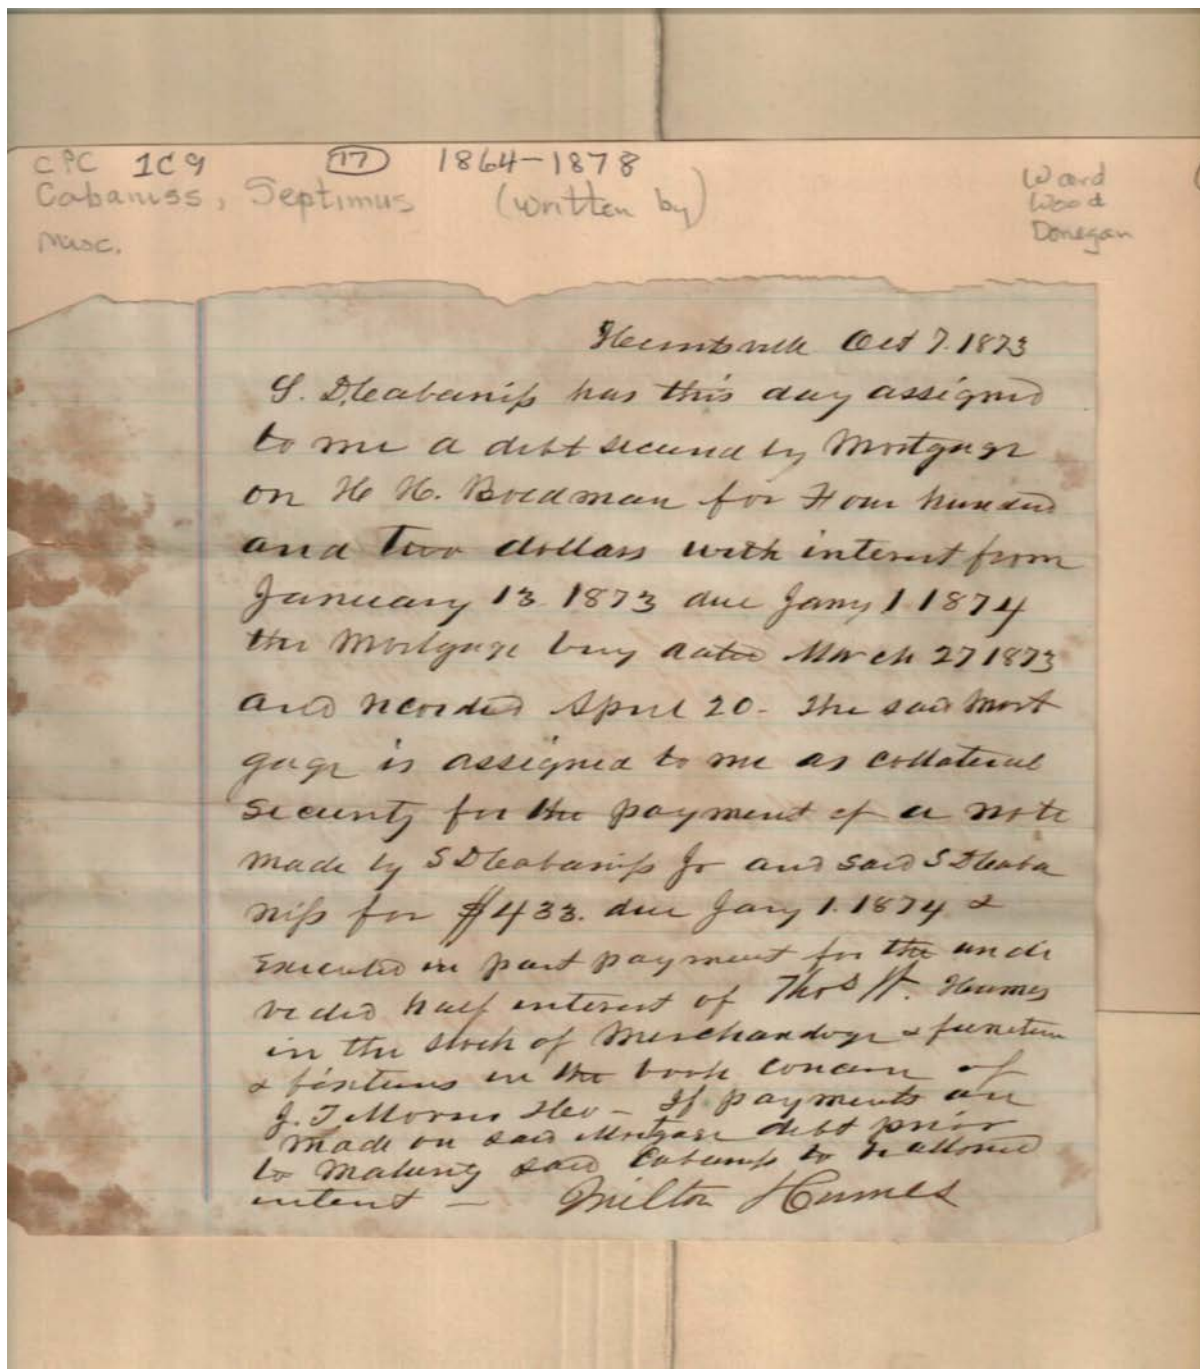 CPC 1C9 17 1864-1878
Cabaniss, Septimus (written by)
misc.
Ward
Wood
Donegan
Huntsville Oct 7. 1873
S. D. Cabaniss has this day assigned
to me a debt secured by Mortgage
on H H. Boardman for Four hundred
and two dollars with interest from
January 13 1873 due Jany 1 1874
the Mortgage being dated March 27 1873
and recorded April 20 - The said Mort
gage is assigned to me as collateral
security for the payment of a note
made by S D Cabaniss Jr and said S D Caba
niss for $433. due Jany 1. 1874 &
Executed in part payment for the undi
vided half interest of Thos W. Humes
in the stock of Merchandize & furniture
& fixtures in the book concern of
J. T. Morris - If payments are
made on said Mortgage debt prior
to Maturity said Cabaniss to be allowed
interest - Milton Humes